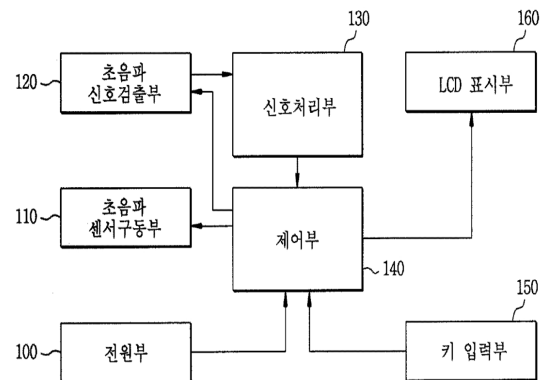 130
160
120
초음파
신호검출부
신호처리부
LCD 표시부
110
초음파
센서구동부
제어부
140
150
100
전원부
키 입력부